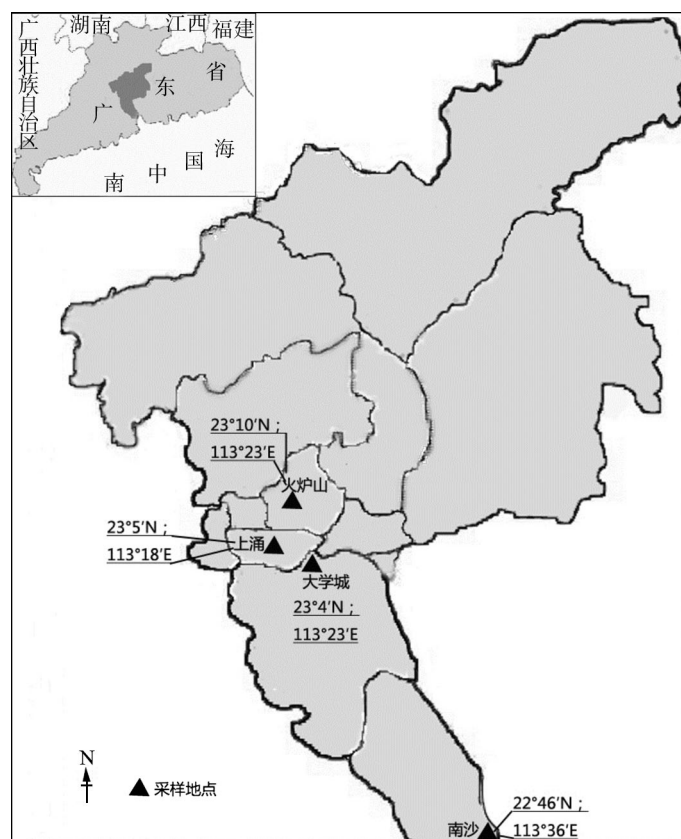 湖南
江西
福建
广西壮族自治区
广东省
南中国海
23°10′N；
113°23′E
火炉山
23°5′N；
113°18′E
上涌
大学城
23°4′N；
113°23′E
N
采样地点
南沙
22°46′N；
113°36′E